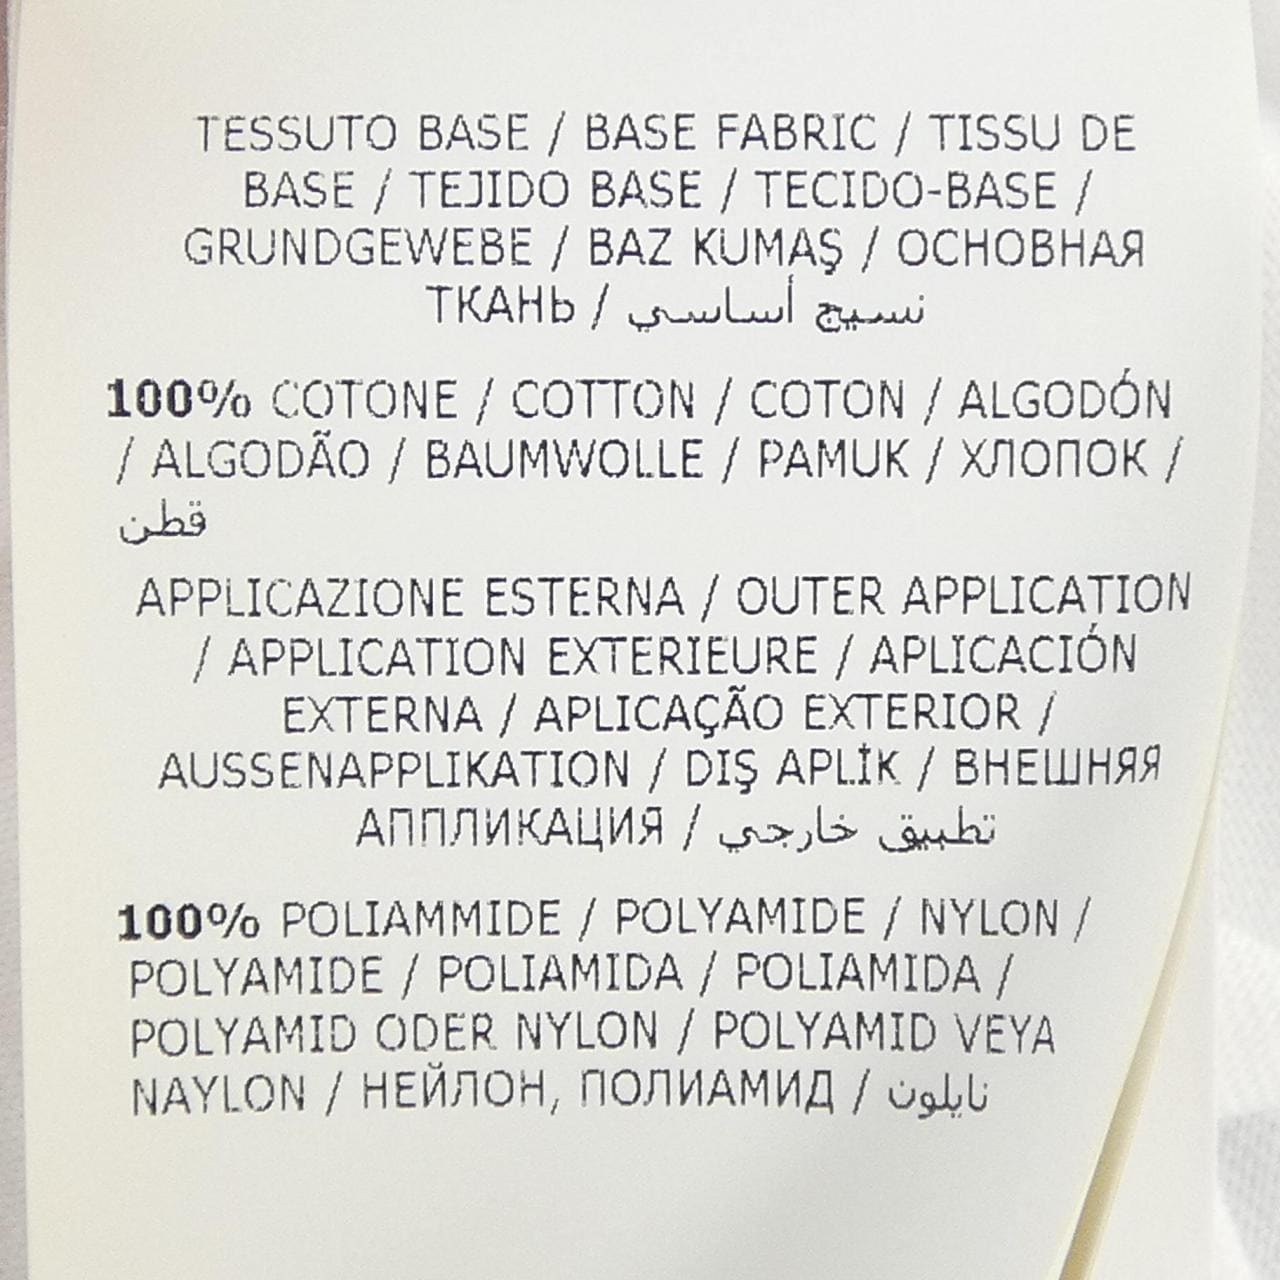 TESSUTO BASE / BASE FABRIC / TISSU DE
BASE / TEJIDO BASE / TECIDO-BASE /
GRUNDGEWEBE / BAZ KUMAŞ / ОСНОВНАЯ
ТКАНЬ / نسيج أساسي
100% COTONE / COTTON / COTON / ALGODÓN
/ ALGODÃO / BAUMWOLLE / PAMUK / ХЛОПОК /
قطن
APPLICAZIONE ESTERNA / OUTER APPLICATION
/ APPLICATION EXTERIEURE / APLICACIÓN
EXTERNA / APLICAÇÃO EXTERIOR /
AUSSENAPPLIKATION / DIŞ APLİK / ВНЕШНЯЯ
АППЛИКАЦИЯ / تطبيق خارجي
100% POLIAMMIDE / POLYAMIDE / NYLON /
POLYAMIDE / POLIAMIDA / POLIAMIDA /
POLYAMID ODER NYLON / POLYAMID VEYA
NAYLON / НЕЙЛОН, ПОЛИАМИД / نايلون